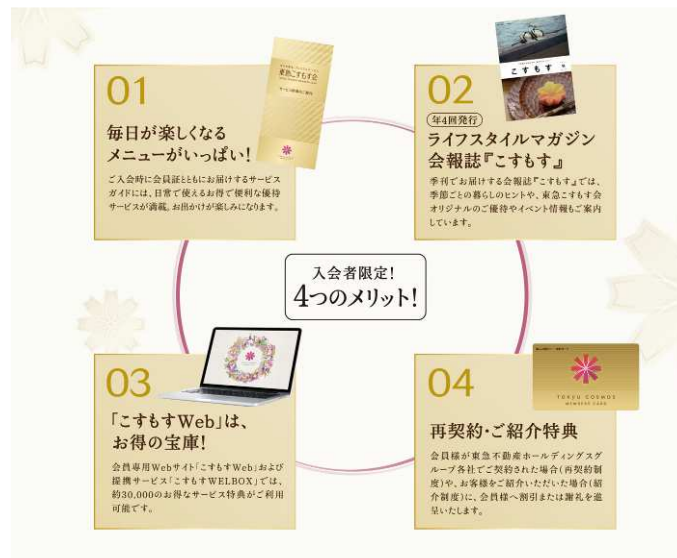 入会者限定!
4つのメリット!
01
毎日が楽しくなる
メニューがいっぱい!
ご入会時に会員証とともにお届けするサービス
ガイドには、日常で使えるお得で便利な優待
サービスが満載。お出かけが楽しみになります。
東急こすもす会
02
年4回発行
ライフスタイルマガジン
会報誌『こすもす』
季刊でお届けする会報誌『こすもす』では、
季節ごとの暮らしのヒントや、東急こすもす会
オリジナルのご優待やイベント情報もご案内
しています。
こすもす
03
「こすもすWeb」は、
お得の宝庫!
会員専用Webサイト「こすもすWeb」および
提携サービス「こすもすWELBOX」では、
約30,000のお得なサービス特典がご利用
可能です。
04
再契約・ご紹介特典
会員様が東急不動産ホールディングスグ
ループ各社でご契約された場合(再契約制
度)や、お客様をご紹介いただいた場合(紹
介制度)に、会員様へ割引または謝礼を進
呈いたします。
TOKYU COSMOS
MEMBERS CARD